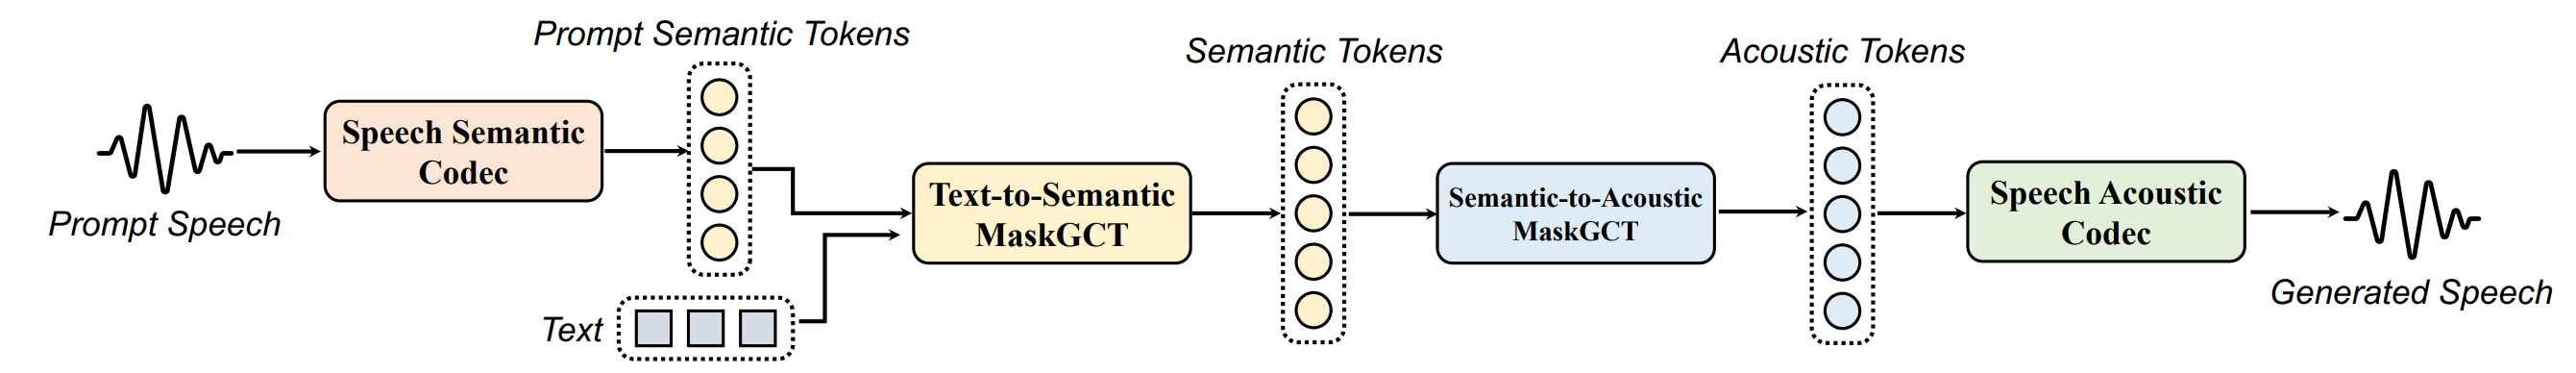 Prompt Speech
Speech Semantic
Codec
Prompt Semantic Tokens
Text
Text-to-Semantic
MaskGCT
Semantic Tokens
Semantic-to-Acoustic
MaskGCT
Acoustic Tokens
Speech Acoustic
Codec
Generated Speech